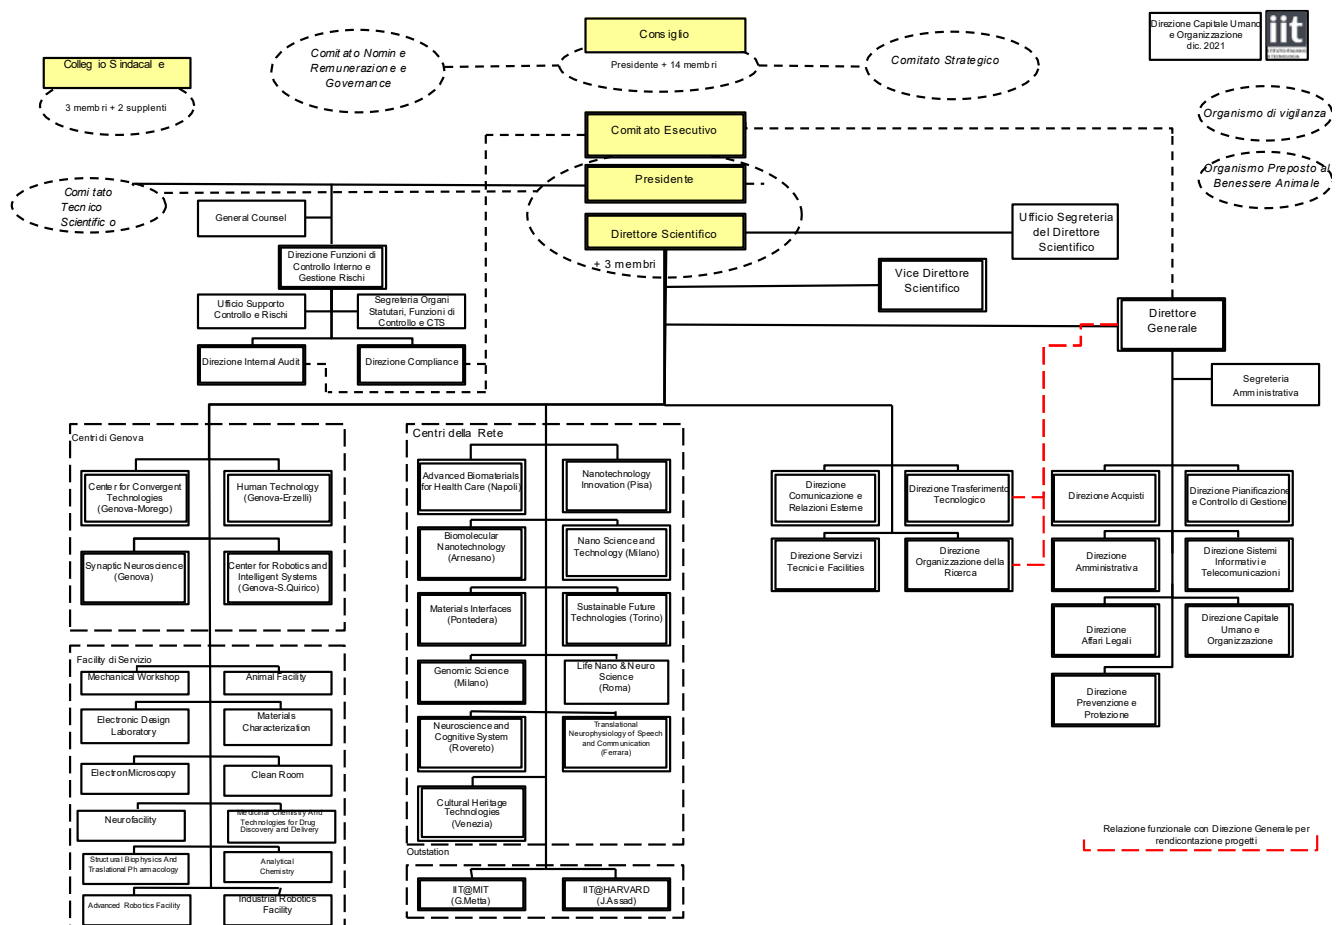 Consiglio
Presidente + 14 membri
Comitato Nomin e
Remunerazione e
Governance
Comitato Strategico
Direzione Capitale Umano
e Organizzazione
dic. 2021
iit
Colleg io Sindacal e
3 membri + 2 supplenti
Organismo di vigilanza
Organismo Preposto al
Benessere Animale
Comitato Esecutivo
Presidente
Direttore Scientifico
+ 3 membri
Comi tato
Tecnico
Scientific o
General Counsel
Direzione Funzioni di
Controllo Interno e
Gestione Rischi
Ufficio Supporto
Controllo e Rischi
Segreteria Organi
Statutari, Funzioni di
Controllo e CTS
Direzione Internal Audit
Direzione Compliance
Ufficio Segreteria
del Direttore
Scientifico
Vice Direttore
Scientifico
Direttore
Generale
Segreteria
Amministrativa
Centri di Genova
Center for Convergent
Technologies
(Genova-Morego)
Human Technology
(Genova-Erzelli)
Synaptic Neuroscience
(Genova)
Center for Robotics and
Intelligent Systems
(Genova-S.Quirico)
Facility di Servizio
Mechanical Workshop
Animal Facility
Electronic Design
Laboratory
Materials
Characterization
Electron Microscopy
Clean Room
Neurofacility
Medicinal Chemistry And
Technologies for Drug
Discovery and Delivery
Structural Biophysics And
Traslational Pharmacology
Analytical
Chemistry
Advanced Robotics Facility
Industrial Robotics
Facility
Centri della Rete
Advanced Biomaterials
for Health Care (Napoli)
Nanotechnology
Innovation (Pisa)
Biomolecular
Nanotechnology
(Arnesano)
Nano Science and
Technology (Milano)
Materials Interfaces
(Pontedera)
Sustainable Future
Technologies (Torino)
Genomic Science
(Milano)
Life Nano & Neuro
Science
(Roma)
Neuroscience and
Cognitive System
(Rovereto)
Translational
Neurophysiology of Speech
and Communication
(Ferrara)
Cultural Heritage
Technologies
(Venezia)
Outstation
IIT@MIT
(G.Metta)
IIT@HARVARD
(J.Assad)
Direzione
Comunicazione e
Relazioni Esterne
Direzione Trasferimento
Tecnologico
Direzione Servizi
Tecnici e Facilities
Direzione
Organizzazione della
Ricerca
Direzione Acquisti
Direzione Pianificazione
e Controllo di Gestione
Direzione
Amministrativa
Direzione Sistemi
Informativi e
Telecomunicazioni
Direzione
Affari Legali
Direzione Capitale
Umano e
Organizzazione
Direzione
Prevenzione e
Protezione
Relazione funzionale con Direzione Generale per
rendicontazione progetti